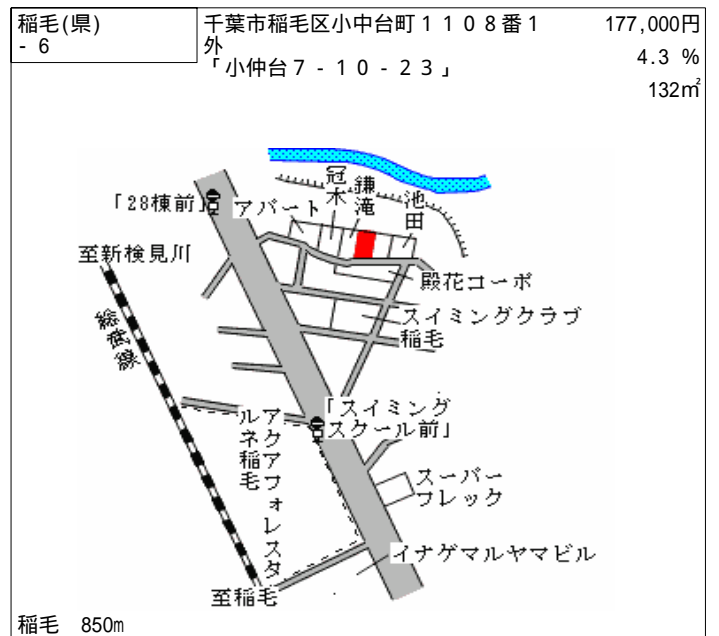 稲毛(県)
- 6
千葉市稲毛区小中台町１１０８番１
外
「小仲台７－１０－２３」
177,000円
4.3 %
132㎡
「28棟前」
アパート
冠木
鎌滝
池田
至新検見川
殿花コーポ
スイミングクラブ
稲毛
総武線
「スイミング
スクール前」
アクアフォレスタ
ルネ稲毛
スーパー
フレック
イナゲマルヤマビル
至稲毛
稲毛 850m